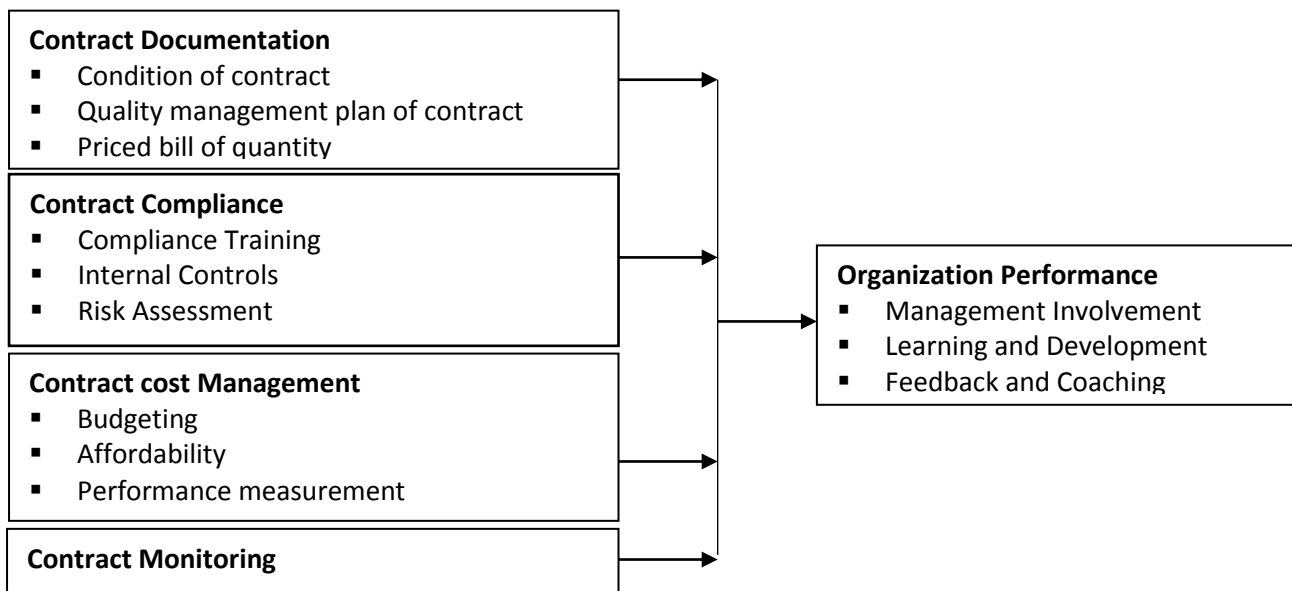 Contract Documentation
▪ Condition of contract
▪ Quality management plan of contract
▪ Priced bill of quantity
Contract Compliance
▪ Compliance Training
▪ Internal Controls
▪ Risk Assessment
Contract cost Management
▪ Budgeting
▪ Affordability
▪ Performance measurement
Contract Monitoring
Organization Performance
▪ Management Involvement
▪ Learning and Development
▪ Feedback and Coaching